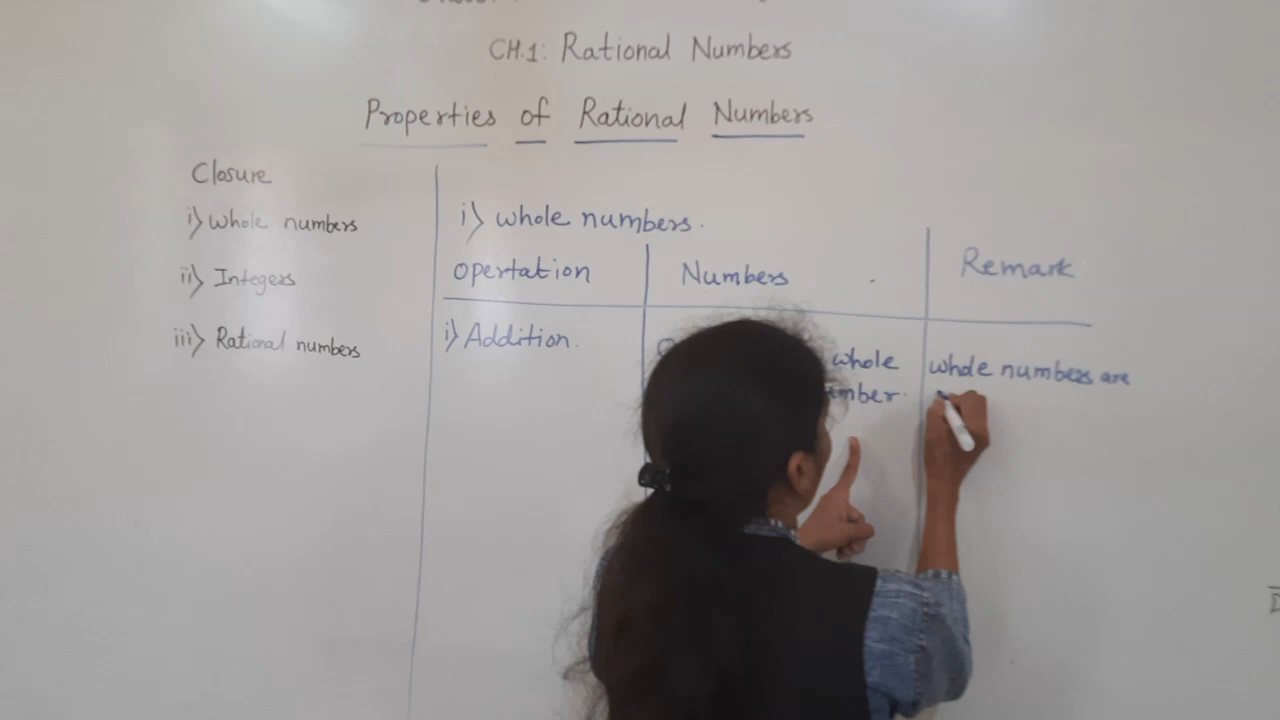 CH.1: Rational Numbers
Properties of Rational Numbers
Closure
i) whole numbers
ii) Integers
iii) Rational numbers
i) whole numbers.
Opertation Numbers Remark
i) Addition. whole whole numbers are